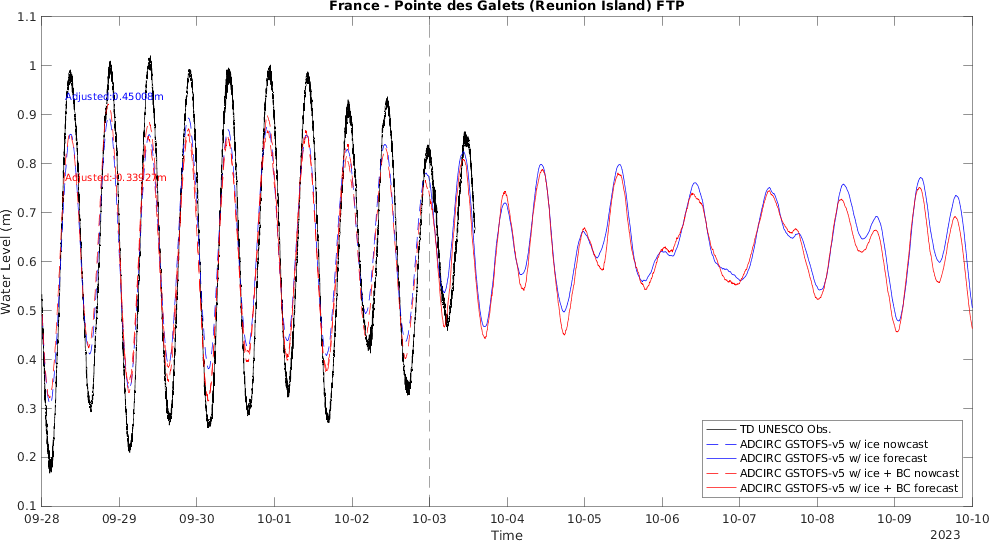 France - Pointe des Galets (Reunion Island) FTP
1.1
1
0.9
0.8
0.7
0.6
0.5
0.4
0.3
0.2
0.1
Water Level (m)
Adjusted:0.45008m
Adjusted:-0.33927m
TD UNESCO Obs.
ADCIRC GSTOFS-v5 w/ ice nowcast
ADCIRC GSTOFS-v5 w/ ice forecast
ADCIRC GSTOFS-v5 w/ ice + BC nowcast
ADCIRC GSTOFS-v5 w/ ice + BC forecast
09-28 09-29 09-30 10-01 10-02 10-03 10-04 10-05 10-06 10-07 10-08 10-09 10-10
Time
2023